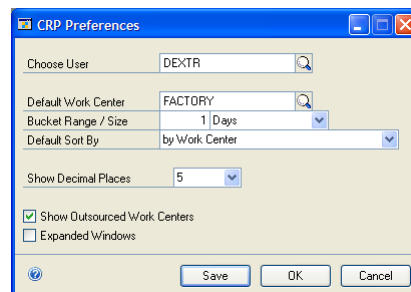 CRP Preferences
Choose User DEXTR
Default Work Center FACTORY
Bucket Range / Size 1 Days
Default Sort By by Work Center
Show Decimal Places 5
Show Outsourced Work Centers
Expanded Windows
Save OK Cancel